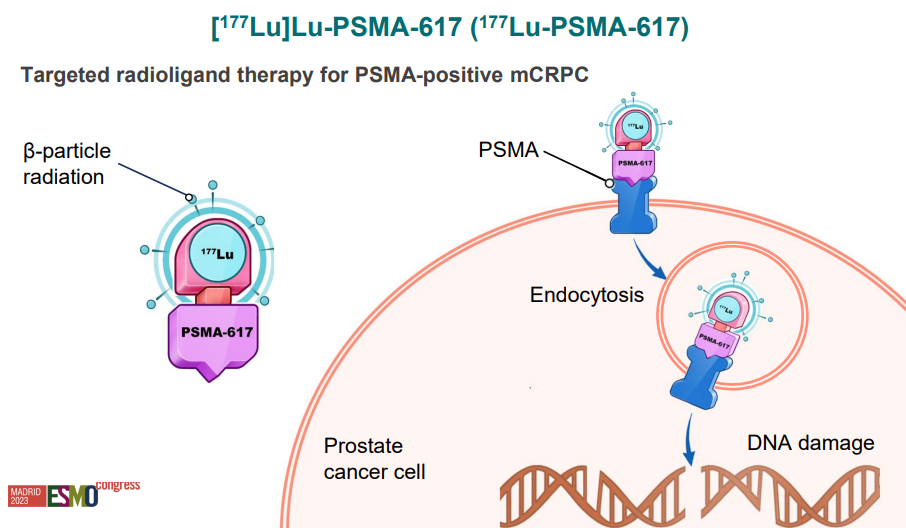 [¹⁷⁷Lu]Lu-PSMA-617 (¹⁷⁷Lu-PSMA-617)
Targeted radioligand therapy for PSMA-positive mCRPC
β-particle
radiation
¹⁷⁷Lu
PSMA-617
PSMA
¹⁷⁷Lu
PSMA-617
Endocytosis
¹⁷⁷Lu
PSMA-617
Prostate
cancer cell
DNA damage
MADRID
2023
ESMO congress